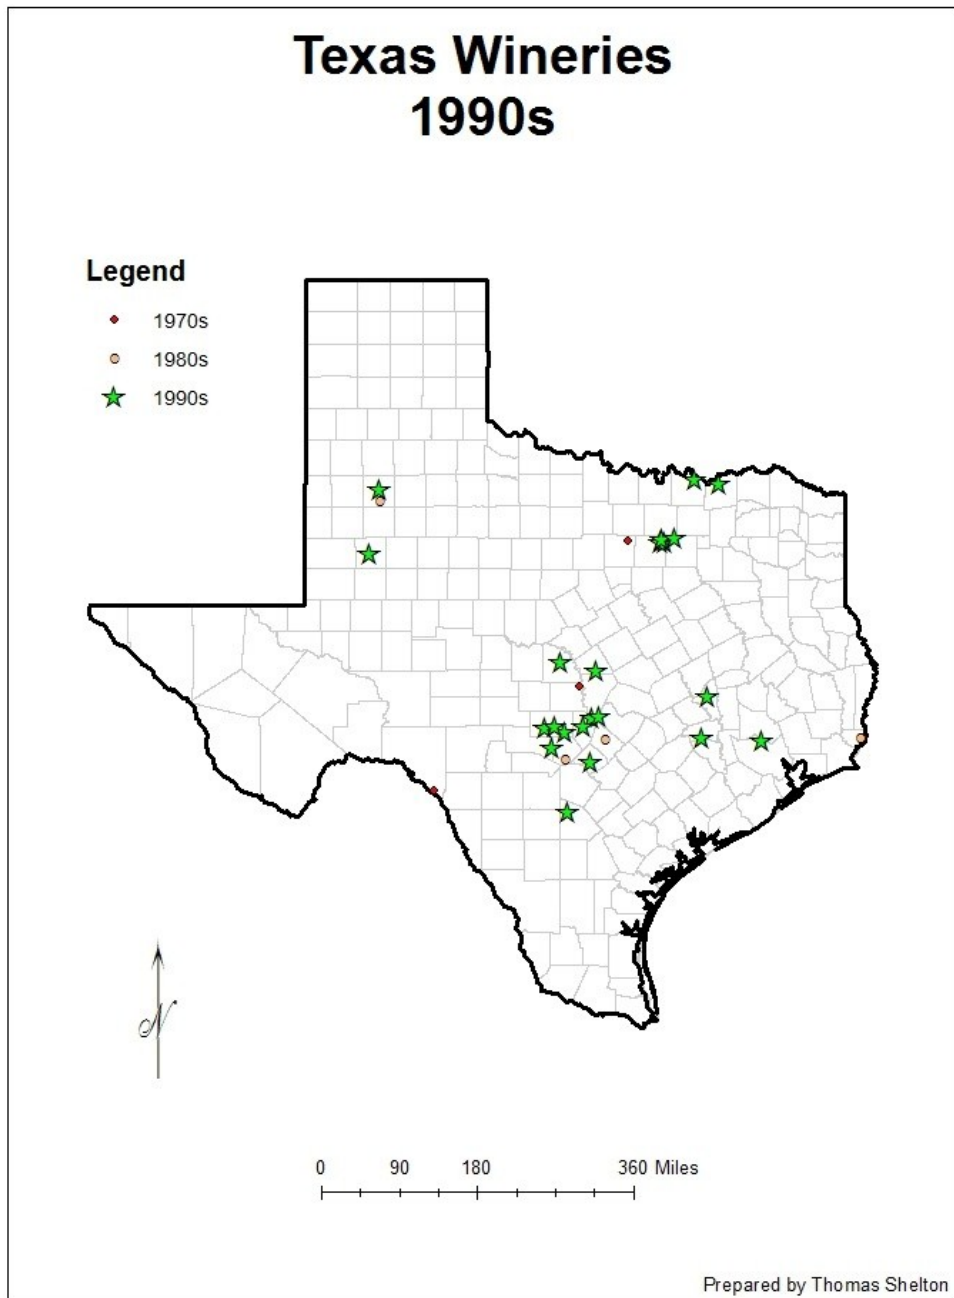 Texas Wineries
1990s
Legend
1970s
1980s
1990s
N
0 90 180 360 Miles
Prepared by Thomas Shelton